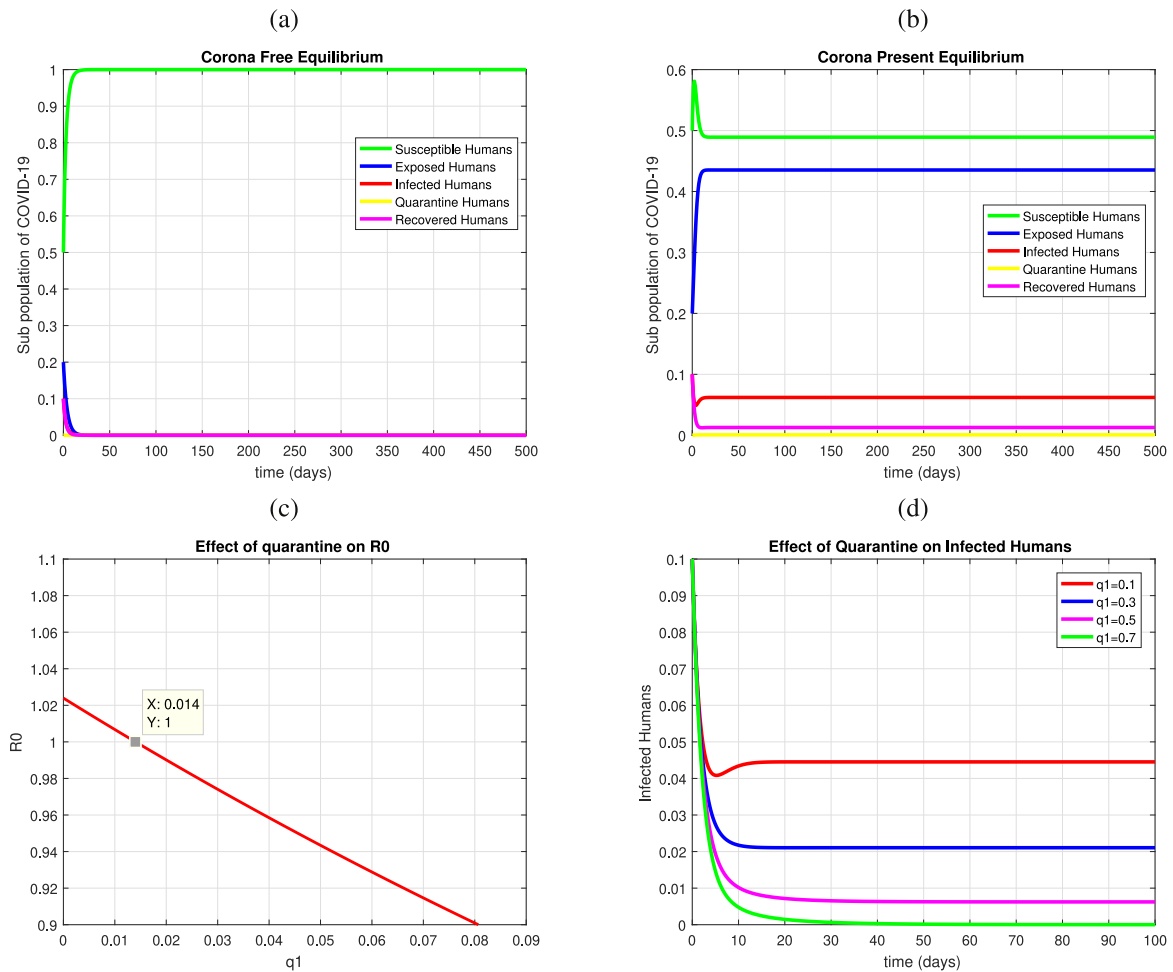 (a)
Corona Free Equilibrium
Sub population of COVID-19
1
0.9
0.8
0.7
0.6
0.5
0.4
0.3
0.2
0.1
0
Susceptible Humans
Exposed Humans
Infected Humans
Quarantine Humans
Recovered Humans
0 50 100 150 200 250 300 350 400 450 500
time (days)
(b)
Corona Present Equilibrium
Sub population of COVID-19
0.6
0.5
0.4
0.3
0.2
0.1
0
Susceptible Humans
Exposed Humans
Infected Humans
Quarantine Humans
Recovered Humans
0 50 100 150 200 250 300 350 400 450 500
time (days)
(c)
Effect of quarantine on R0
R0
1.1
1.08
1.06
1.04
1.02
1
0.98
0.96
0.94
0.92
0.9
X: 0.014
Y: 1
0 0.01 0.02 0.03 0.04 0.05 0.06 0.07 0.08 0.09
q1
(d)
Effect of Quarantine on Infected Humans
Infected Humans
0.1
0.09
0.08
0.07
0.06
0.05
0.04
0.03
0.02
0.01
0
q1=0.1
q1=0.3
q1=0.5
q1=0.7
0 10 20 30 40 50 60 70 80 90 100
time (days)